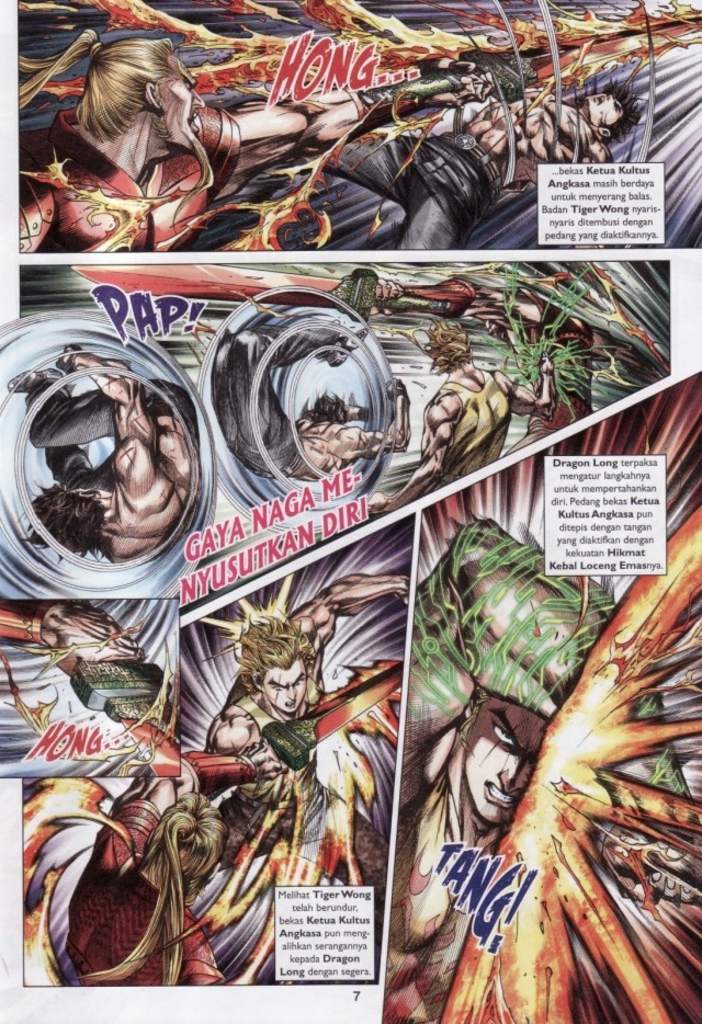 HONG...
...bekas Ketua Kultus
Angkasa masih berdaya
untuk menyerang balas.
Badan Tiger Wong nyaris-
nyaris ditembusi dengan
pedang yang diaktifkannya.
PAP!
GAYA NAGA ME-
NYUSUTKAN DIRI
Dragon Long terpaksa
mengatur langkahnya
untuk mempertahankan
diri. Pedang bekas Ketua
Kultus Angkasa pun
ditepis dengan tangan
yang diaktifkan dengan
kekuatan Hikmat
Kebal Loceng Emasnya.
HONG...
Melihat Tiger Wong
telah berundur,
bekas Ketua Kultus
Angkasa pun meng-
alihkan serangannya
kepada Dragon
Long dengan segera.
TANG!
7